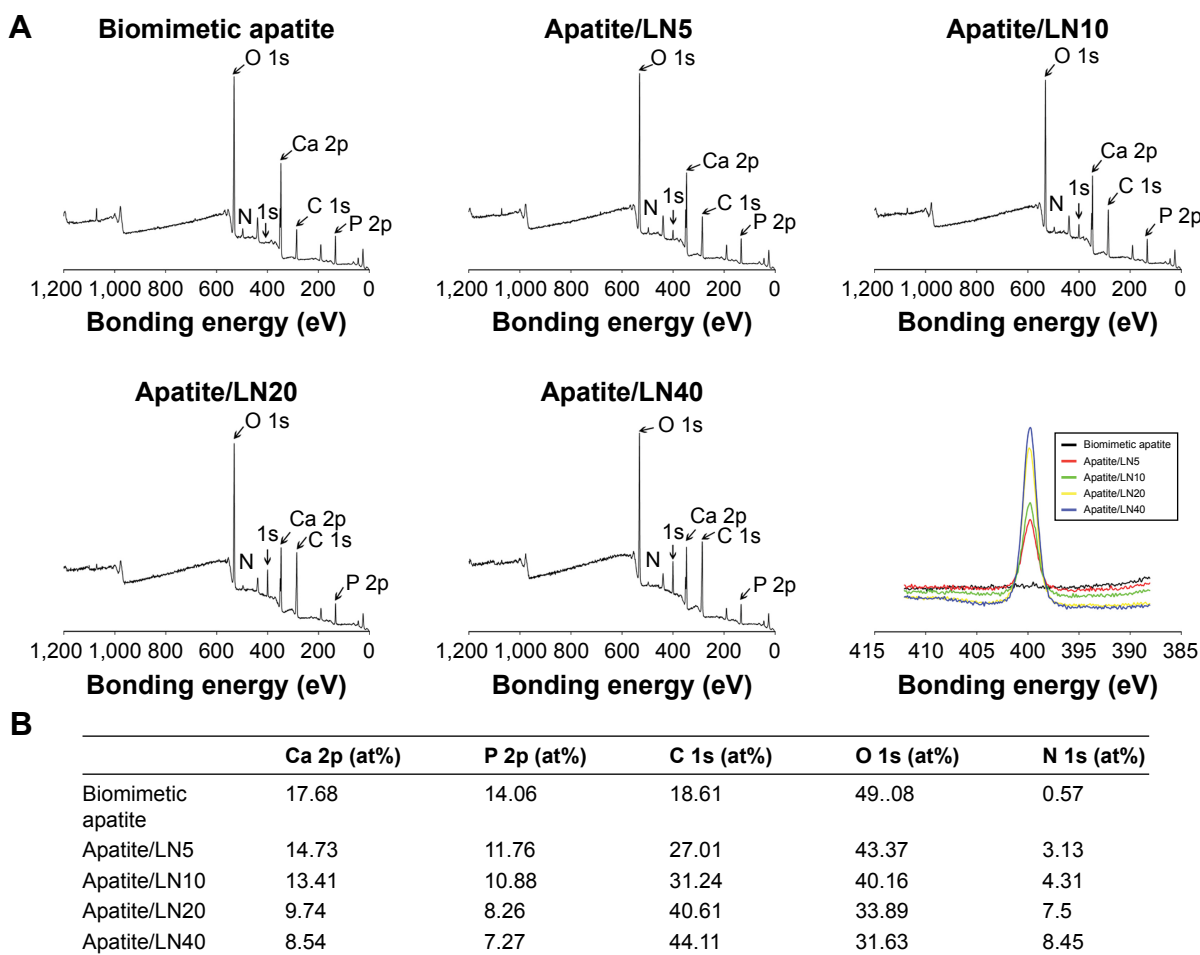 A
Biomimetic apatite
O 1s
Ca 2p
N 1s
C 1s
P 2p
1,200 1,000 800 600 400 200 0
Bonding energy (eV)
Apatite/LN5
O 1s
Ca 2p
N 1s
C 1s
P 2p
1,200 1,000 800 600 400 200 0
Bonding energy (eV)
Apatite/LN10
O 1s
Ca 2p
N 1s
C 1s
P 2p
1,200 1,000 800 600 400 200 0
Bonding energy (eV)
Apatite/LN20
O 1s
Ca 2p
N 1s
C 1s
P 2p
1,200 1,000 800 600 400 200 0
Bonding energy (eV)
Apatite/LN40
O 1s
Ca 2p
N 1s
C 1s
P 2p
1,200 1,000 800 600 400 200 0
Bonding energy (eV)
Biomimetic apatite
Apatite/LN5
Apatite/LN10
Apatite/LN20
Apatite/LN40
415 410 405 400 395 390 385
Bonding energy (eV)
B
Ca 2p (at%) P 2p (at%) C 1s (at%) O 1s (at%) N 1s (at%)
Biomimetic 17.68 14.06 18.61 49..08 0.57
apatite
Apatite/LN5 14.73 11.76 27.01 43.37 3.13
Apatite/LN10 13.41 10.88 31.24 40.16 4.31
Apatite/LN20 9.74 8.26 40.61 33.89 7.5
Apatite/LN40 8.54 7.27 44.11 31.63 8.45